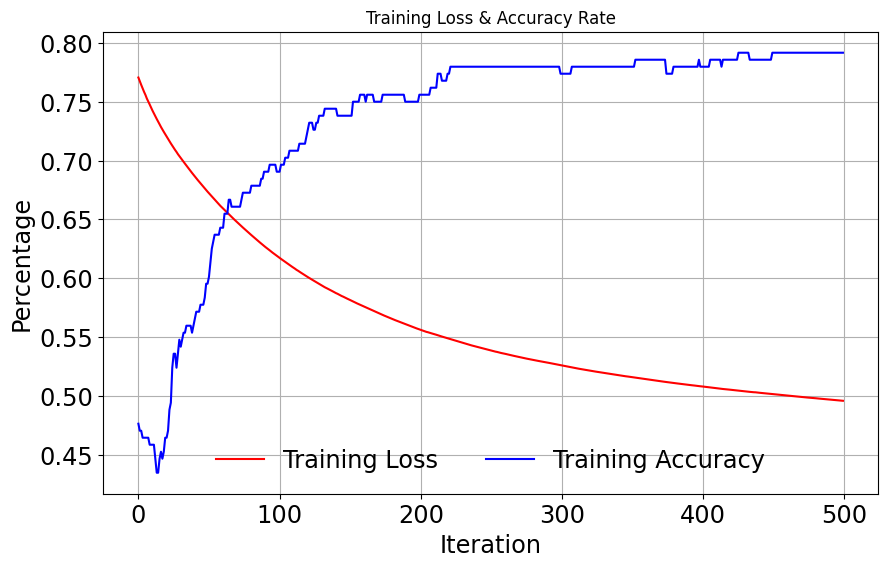 Training Loss & Accuracy Rate
0.80
0.75
0.70
0.65
0.60
0.55
0.50
0.45
Percentage
Training Loss
Training Accuracy
0 100 200 300 400 500
Iteration